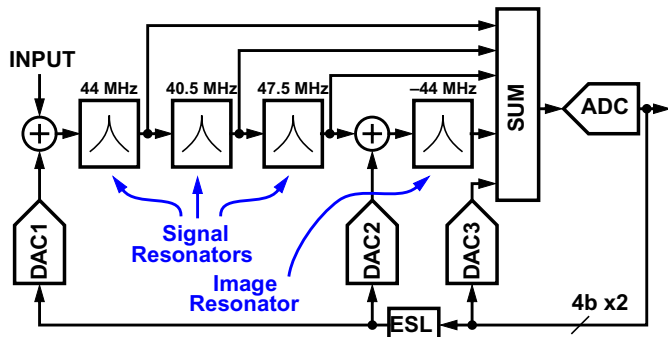 INPUT
44 MHz
40.5 MHz
47.5 MHz
–44 MHz
SUM
ADC
Signal
Resonators
Image
Resonator
DAC1
DAC2
DAC3
ESL
4b x2